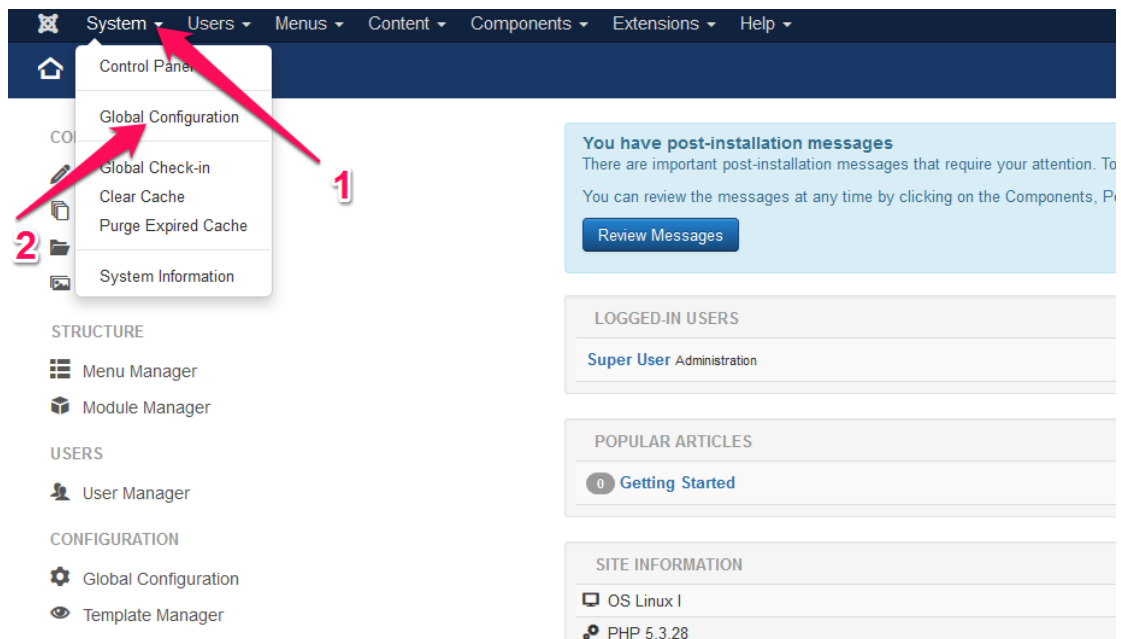 System Users Menus Content Components Extensions Help
Control Panel
Global Configuration
Global Check-in
Clear Cache
Purge Expired Cache
System Information
1
2
STRUCTURE
Menu Manager
Module Manager
USERS
User Manager
CONFIGURATION
Global Configuration
Template Manager
You have post-installation messages
There are important post-installation messages that require your attention. To
You can review the messages at any time by clicking on the Components,
Review Messages
LOGGED-IN USERS
Super User Administration
POPULAR ARTICLES
0 Getting Started
SITE INFORMATION
OS Linux l
PHP 5.3.28